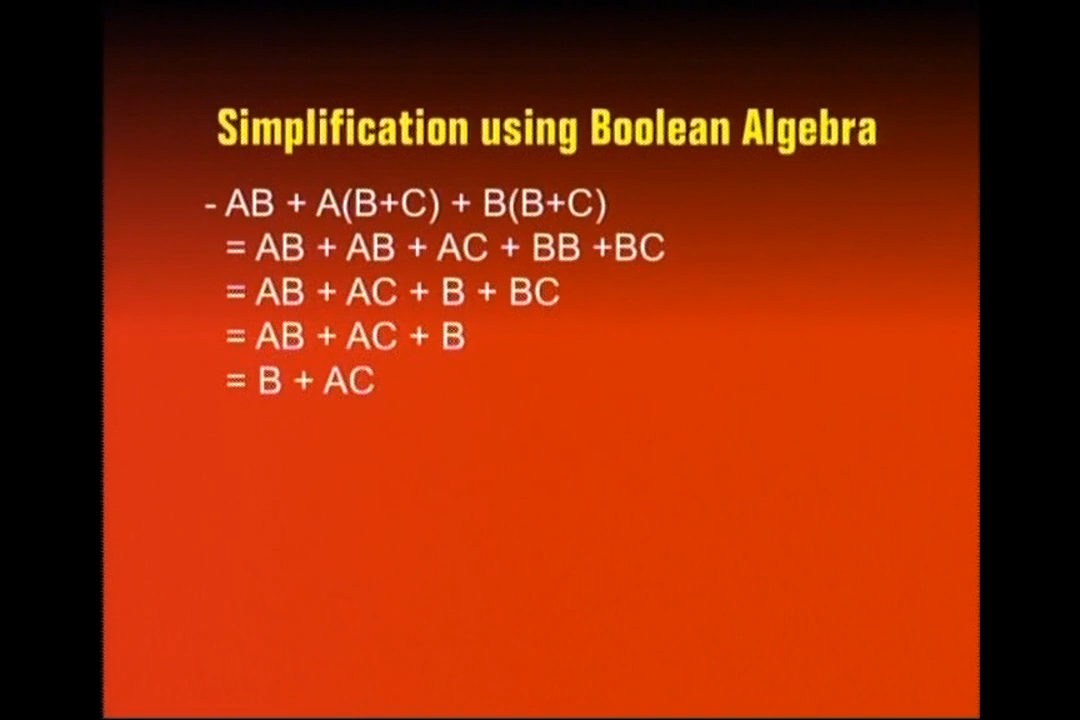 Simplification using Boolean Algebra
- AB + A(B+C) + B(B+C)
= AB + AB + AC + BB +BC
= AB + AC + B + BC
= AB + AC + B
= B + AC